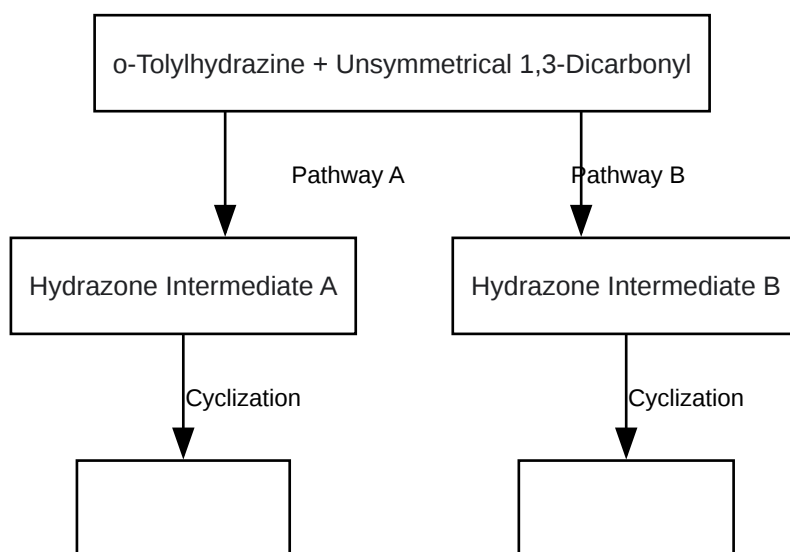 o-Tolylhydrazine + Unsymmetrical 1,3-Dicarbonyl
Pathway A
Pathway B
Hydrazone Intermediate A
Hydrazone Intermediate B
Cyclization
Cyclization